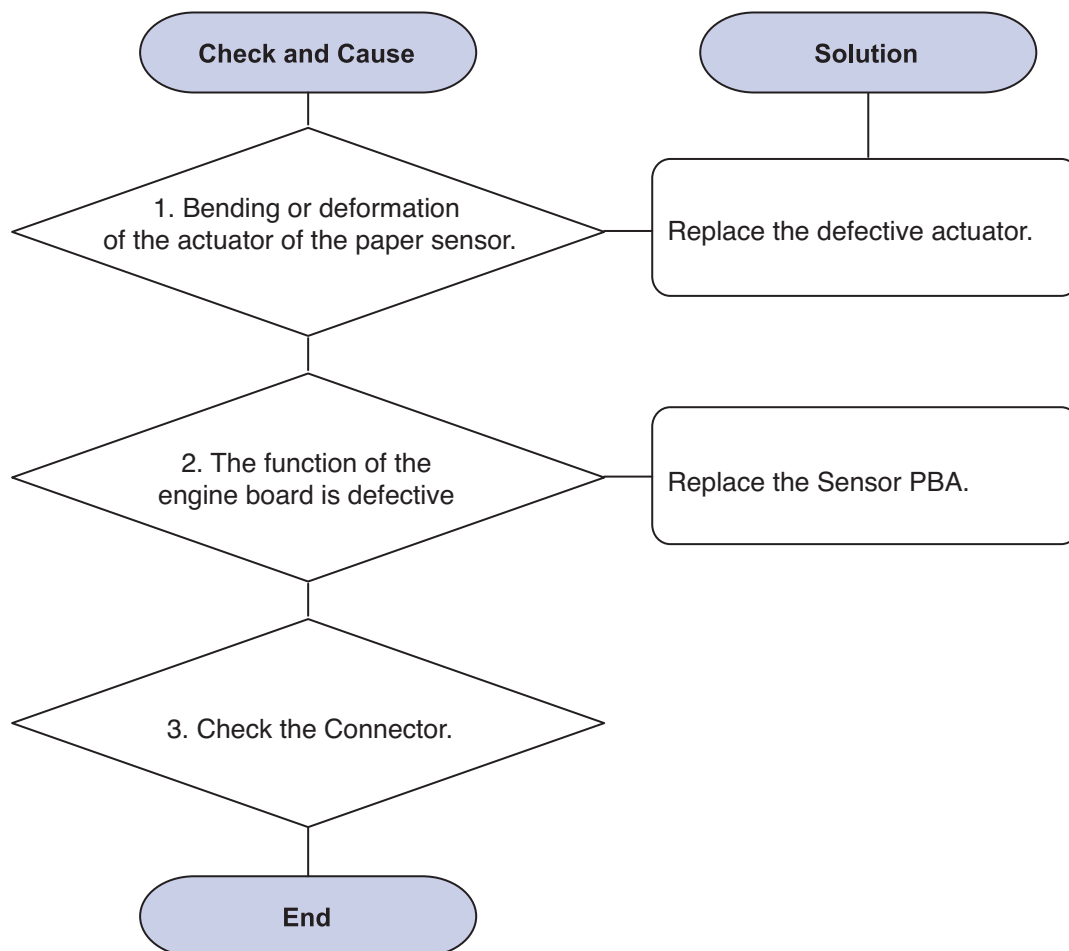 Check and Cause
Solution
1. Bending or deformation
of the actuator of the paper sensor.
Replace the defective actuator.
2. The function of the
engine board is defective
Replace the Sensor PBA.
3. Check the Connector.
End